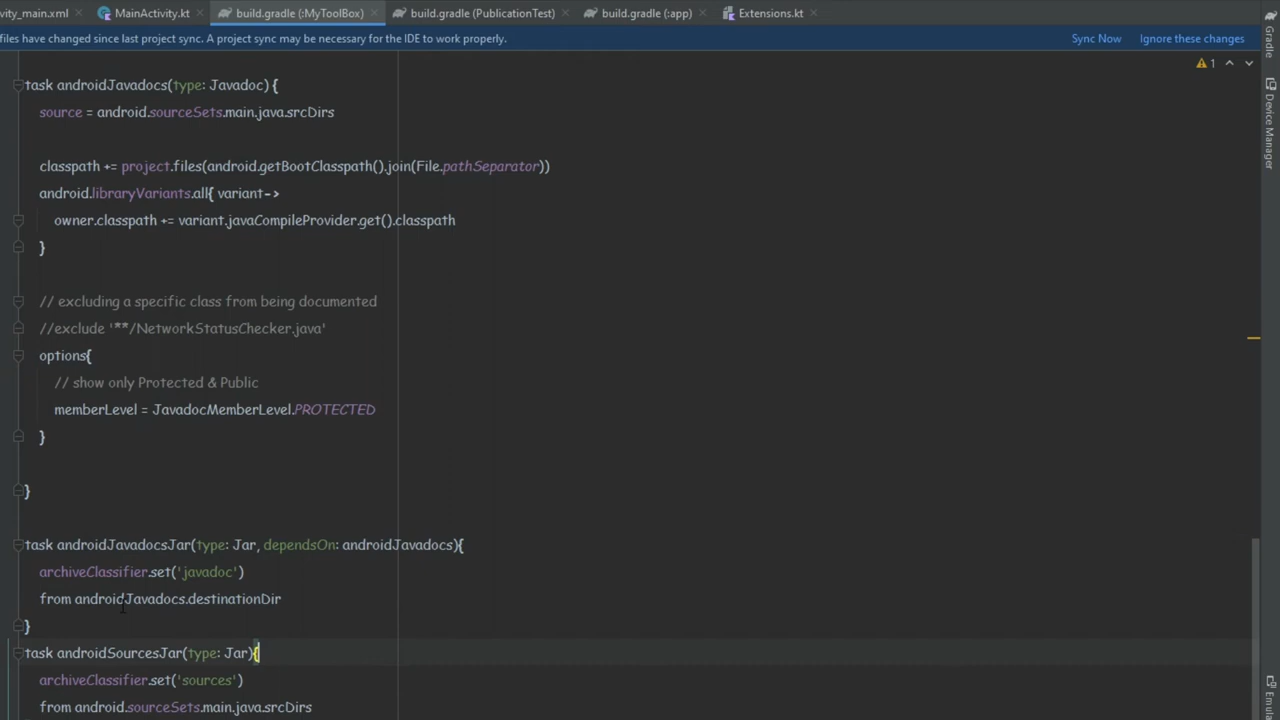 vity_main.xml MainActivity.kt build.gradle (:MyToolBox) build.gradle (PublicationTest) build.gradle (:app) Extensions.kt
files have changed since last project sync. A project sync may be necessary for the IDE to work properly. Sync Now Ignore these changes
1
task androidJavadocs(type: Javadoc) {
source = android.sourceSets.main.java.srcDirs
classpath += project.files(android.getBootClasspath().join(File.pathSeparator))
android.libraryVariants.all{ variant->
owner.classpath += variant.javaCompileProvider.get().classpath
}
// excluding a specific class from being documented
//exclude '**/NetworkStatusChecker.java'
options{
// show only Protected & Public
memberLevel = JavadocMemberLevel.PROTECTED
}
}
task androidJavadocsJar(type: Jar, dependsOn: androidJavadocs){
archiveClassifier.set('javadoc')
from androidJavadocs.destinationDir
}
task androidSourcesJar(type: Jar){
archiveClassifier.set('sources')
from android.sourceSets.main.java.srcDirs
Gradle
Device Manager
Emula